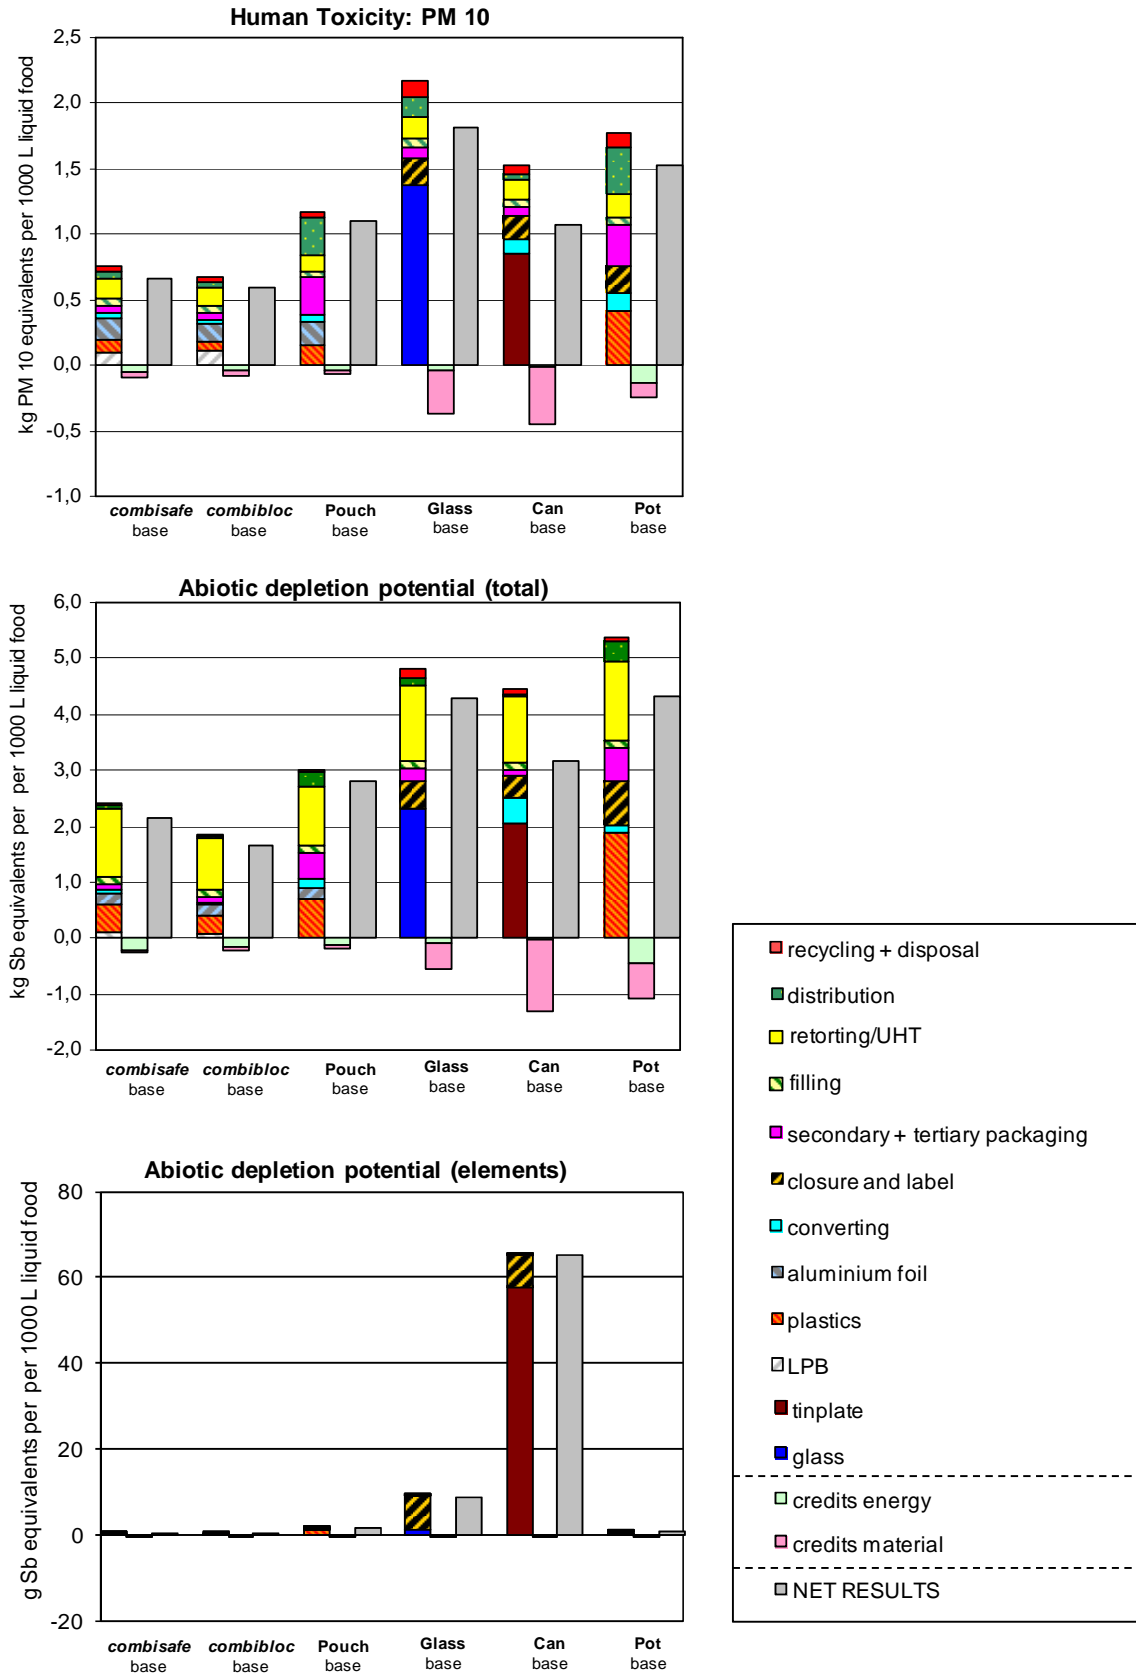 Human Toxicity: PM 10
kg PM 10 equivalents per 1000 L liquid food
2,5
2,0
1,5
1,0
0,5
0,0
-0,5
-1,0
combisafe combibloc Pouch Glass Can Pot
base base base base base base
Abiotic depletion potential (total)
kg Sb equivalents per per 1000 L liquid food
6,0
5,0
4,0
3,0
2,0
1,0
0,0
-1,0
-2,0
combisafe combibloc Pouch Glass Can Pot
base base base base base base
Abiotic depletion potential (elements)
g Sb equivalents per per 1000 L liquid food
80
60
40
20
0
-20
combisafe combibloc Pouch Glass Can Pot
base base base base base base
recycling + disposal
distribution
retorting/UHT
filling
secondary + tertiary packaging
closure and label
converting
aluminium foil
plastics
LPB
tinplate
glass
credits energy
credits material
NET RESULTS